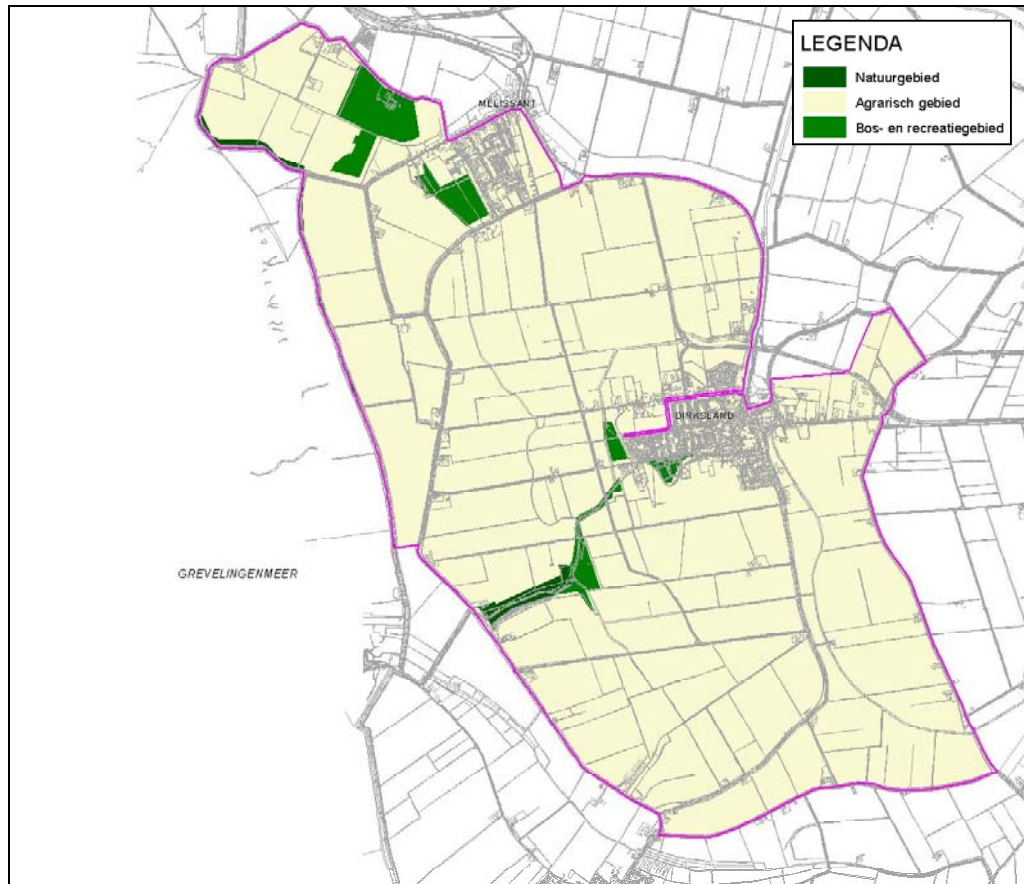 LEGENDA
Natuurgebied
Agrarisch gebied
Bos- en recreatiegebied
MELISSANT
DIRKSLAND
GREVELINGENMEER